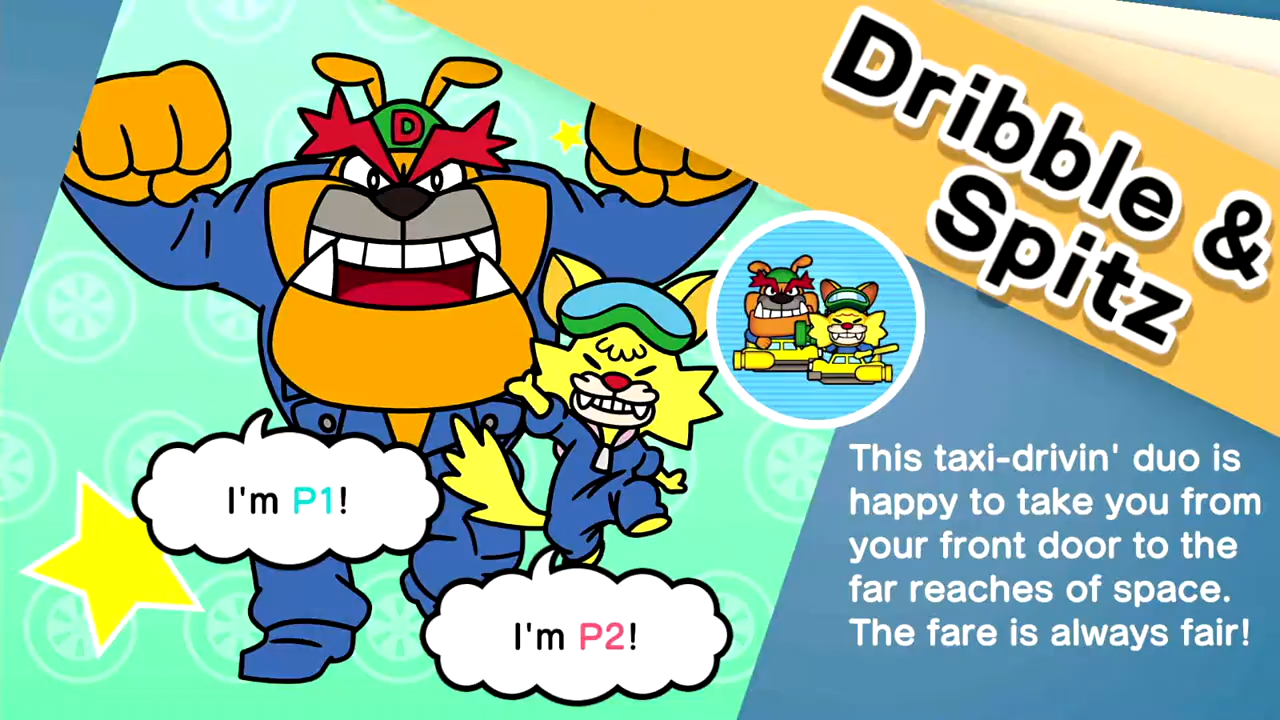 Dribble &
Spitz
D
I'm P1!
I'm P2!
This taxi-drivin' duo is
happy to take you from
your front door to the
far reaches of space.
The fare is always fair!